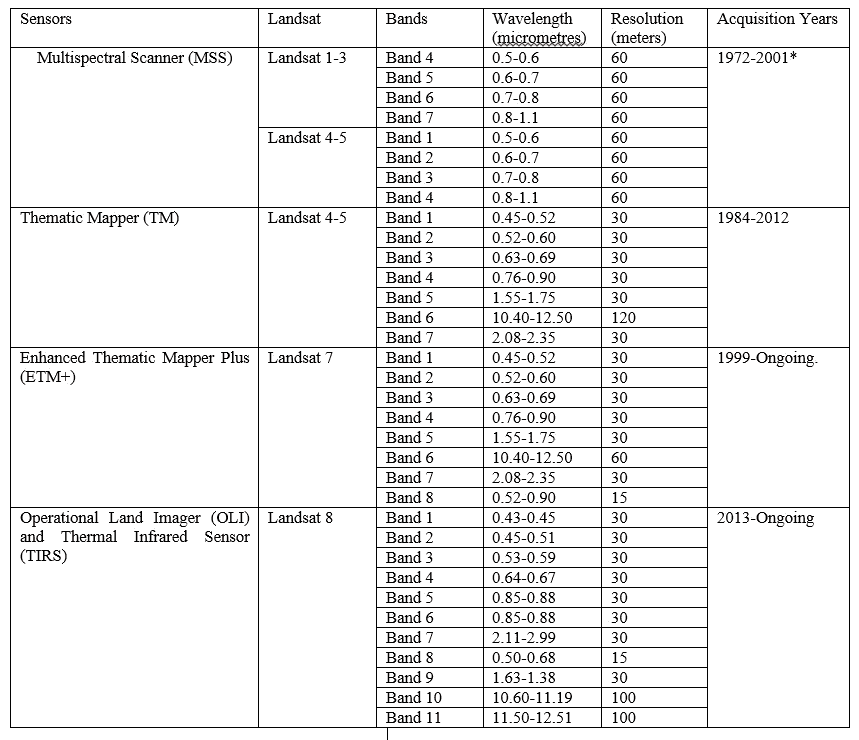 Sensors Landsat Bands Wavelength (micrometres) Resolution (meters) Acquisition Years
Multispectral Scanner (MSS) Landsat 1-3 Band 4 0.5-0.6 60 1972-2001*
Band 5 0.6-0.7 60
Band 6 0.7-0.8 60
Band 7 0.8-1.1 60
Landsat 4-5 Band 1 0.5-0.6 60
Band 2 0.6-0.7 60
Band 3 0.7-0.8 60
Band 4 0.8-1.1 60
Thematic Mapper (TM) Landsat 4-5 Band 1 0.45-0.52 30 1984-2012
Band 2 0.52-0.60 30
Band 3 0.63-0.69 30
Band 4 0.76-0.90 30
Band 5 1.55-1.75 30
Band 6 10.40-12.50 120
Band 7 2.08-2.35 30
Enhanced Thematic Mapper Plus Landsat 7 Band 1 0.45-0.52 30 1999-Ongoing.
(ETM+) Band 2 0.52-0.60 30
Band 3 0.63-0.69 30
Band 4 0.76-0.90 30
Band 5 1.55-1.75 30
Band 6 10.40-12.50 60
Band 7 2.08-2.35 30
Band 8 0.52-0.90 15
Operational Land Imager (OLI) Landsat 8 Band 1 0.43-0.45 30 2013-Ongoing
and Thermal Infrared Sensor Band 2 0.45-0.51 30
(TIRS) Band 3 0.53-0.59 30
Band 4 0.64-0.67 30
Band 5 0.85-0.88 30
Band 6 0.85-0.88 30
Band 7 2.11-2.99 30
Band 8 0.50-0.68 15
Band 9 1.63-1.38 30
Band 10 10.60-11.19 100
Band 11 11.50-12.51 100